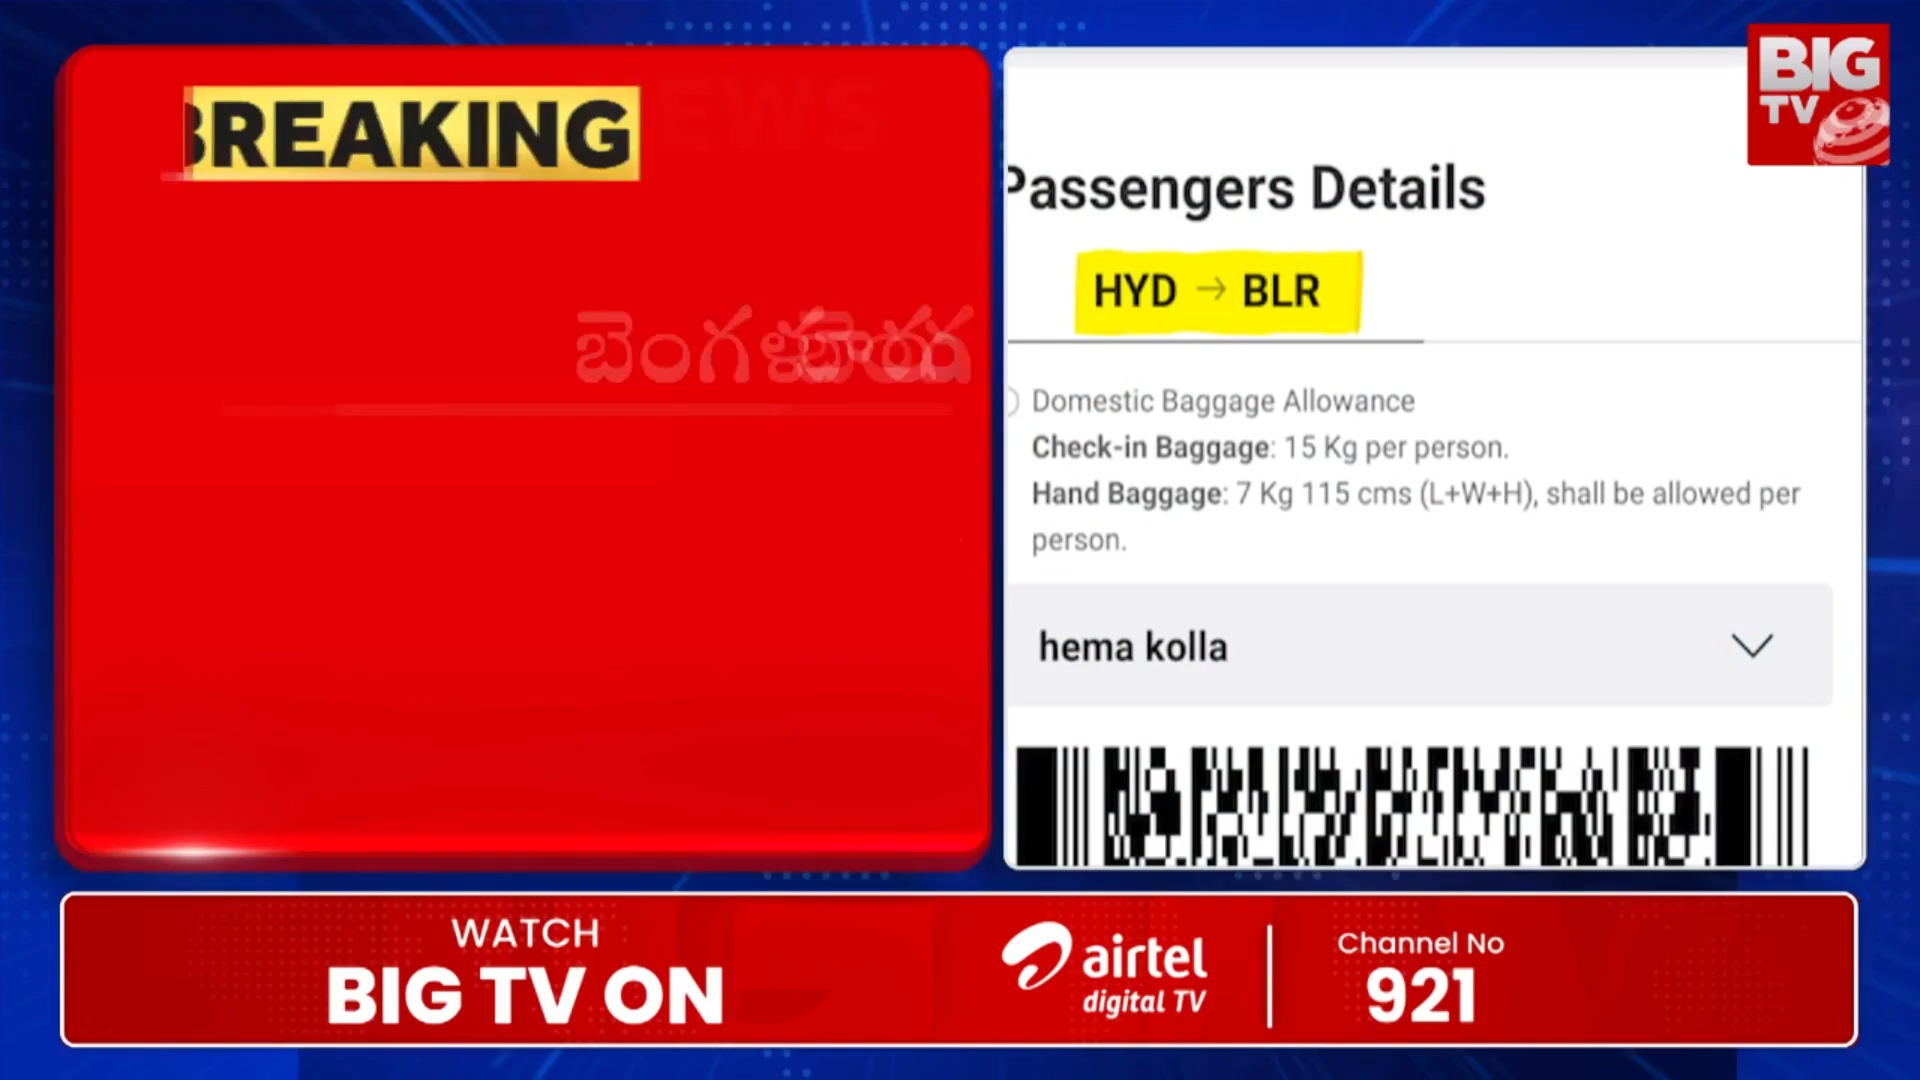 BREAKING NEWS
Passengers Details
HYD → BLR
Domestic Baggage Allowance
Check-in Baggage: 15 Kg per person.
Hand Baggage: 7 Kg 115 cms (L+W+H), shall be allowed per
person.
hema kolla
BIG
TV
WATCH
BIG TV ON
airtel
digital TV
Channel No
921